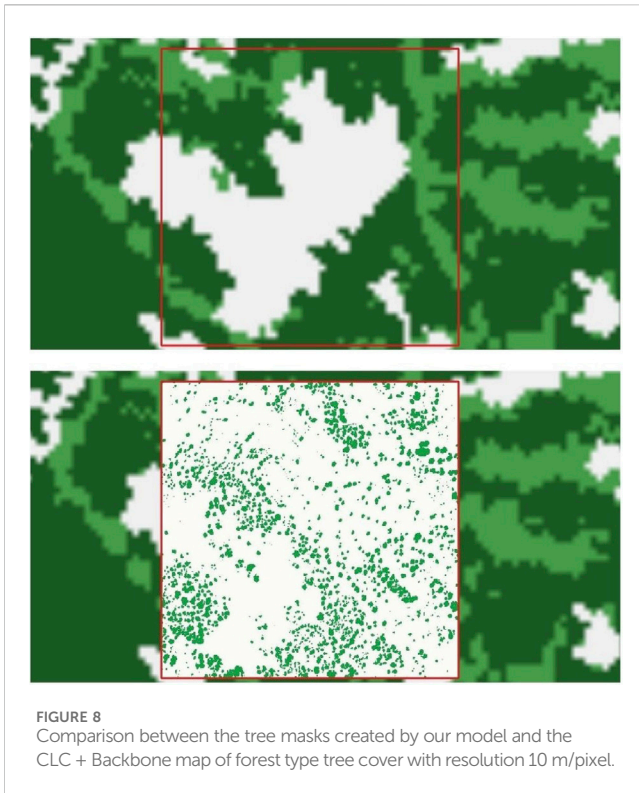 FIGURE 8
Comparison between the tree masks created by our model and the
CLC + Backbone map of forest type tree cover with resolution 10 m/pixel.